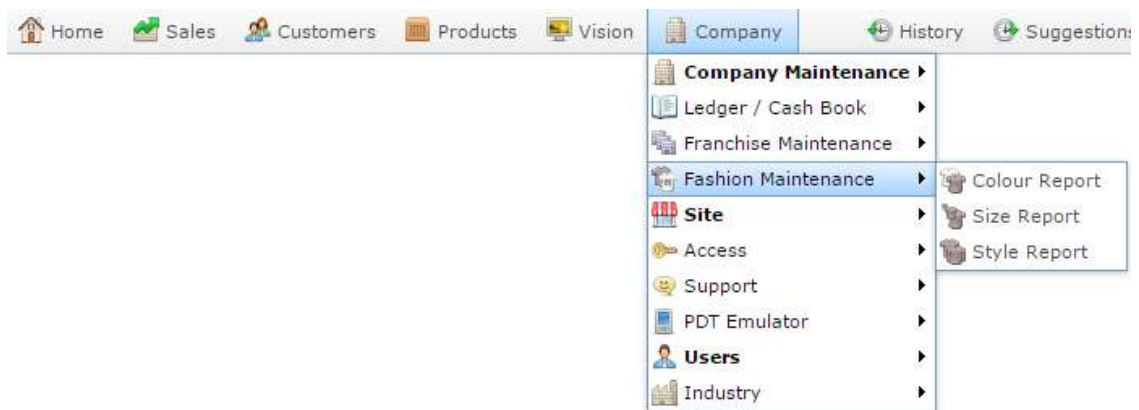 Home Sales Customers Products Vision Company History Suggestions
Company Maintenance
Ledger / Cash Book
Franchise Maintenance
Fashion Maintenance
Colour Report
Site
Size Report
Access
Style Report
Support
PDT Emulator
Users
Industry